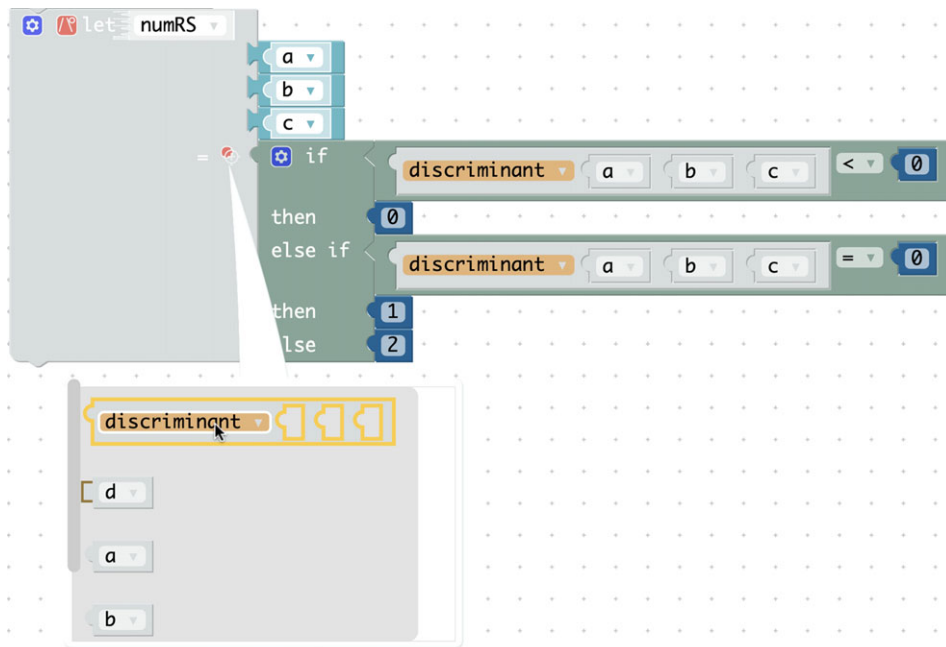 let numRS
a
b
c
= if discriminant a b c < 0
then 0
else if discriminant a b c = 0
then 1
else 2
discriminant
d
a
b